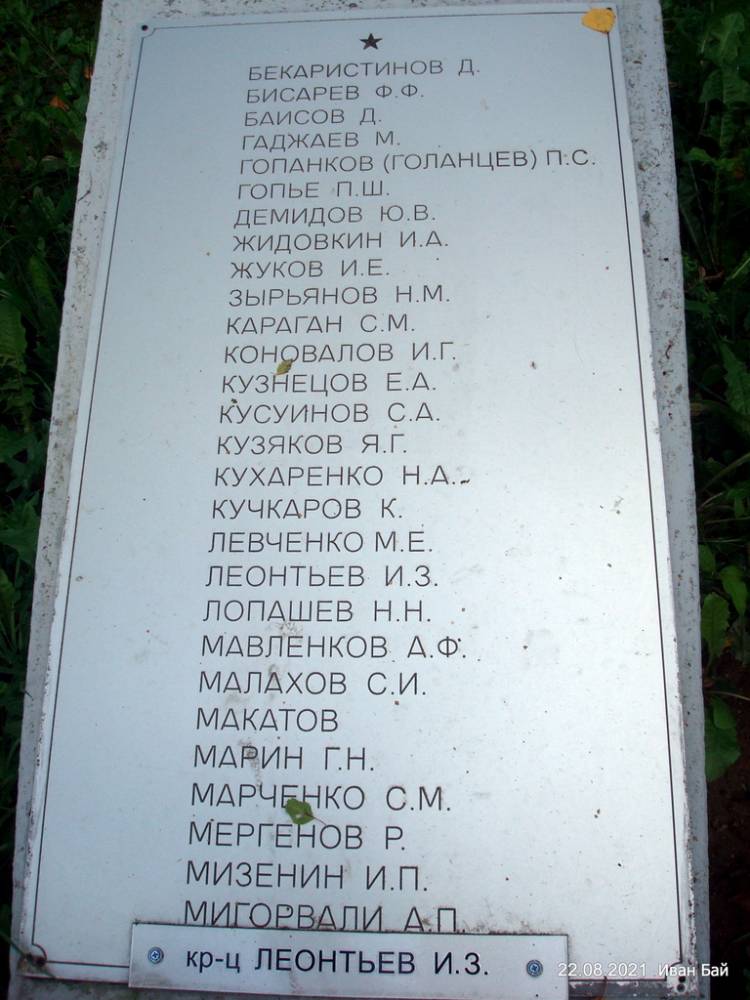 БЕКАРИСТИНОВ Д.
БИСАРЕВ Ф.Ф.
БАИСОВ Д.
ГАДЖАЕВ М.
ГОПАНКОВ (ГОЛАНЦЕВ) П.С.
ГОПЬЕ П.Ш.
ДЕМИДОВ Ю.В.
ЖИДОВКИН И.А.
ЖУКОВ И.Е.
ЗЫРЬЯНОВ Н.М.
КАРАГАН С.М.
КОНОВАЛОВ И.Г.
КУЗНЕЦОВ Е.А.
КУСУИНОВ С.А.
КУЗЯКОВ Я.Г.
КУХАРЕНКО Н.А.
КУЧКАРОВ К.
ЛЕВЧЕНКО М.Е.
ЛЕОНТЬЕВ И.З.
ЛОПАШЕВ Н.Н.
МАВЛЕНКОВ А.Ф.
МАЛАХОВ С.И.
МАКАТОВ
МАРИН Г.Н.
МАРЧЕНКО С.М.
МЕРГЕНОВ Р.
МИЗЕНИН И.П.
МИГОРВАЛИ А.П.
кр-ц ЛЕОНТЬЕВ И.З.
22.08.2021 Иван Бай